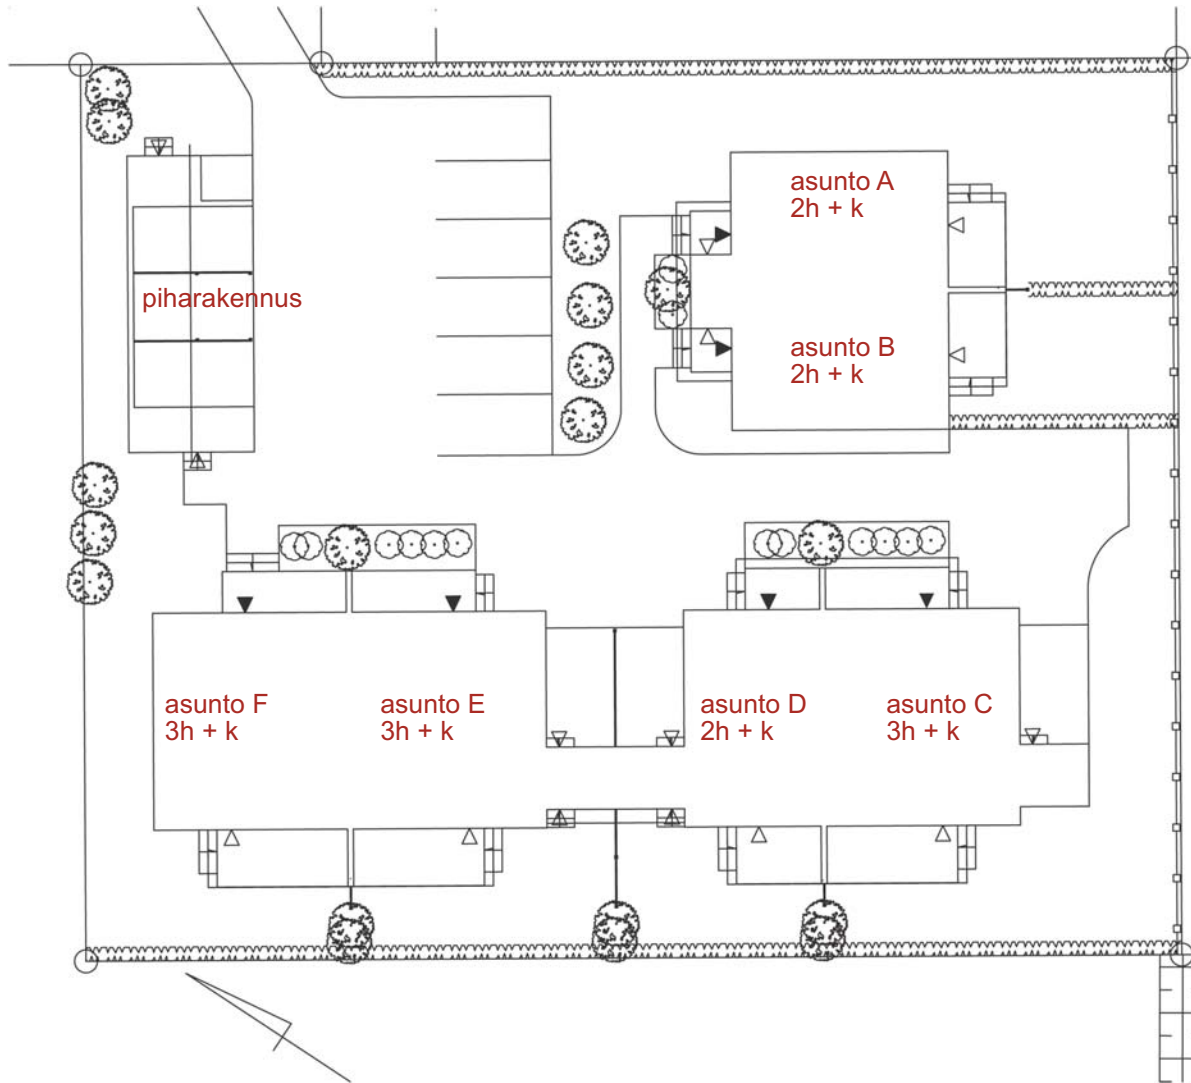 asunto A
2h + k
piharakennus
asunto B
2h + k
asunto F
3h + k
asunto E
3h + k
asunto D
2h + k
asunto C
3h + k